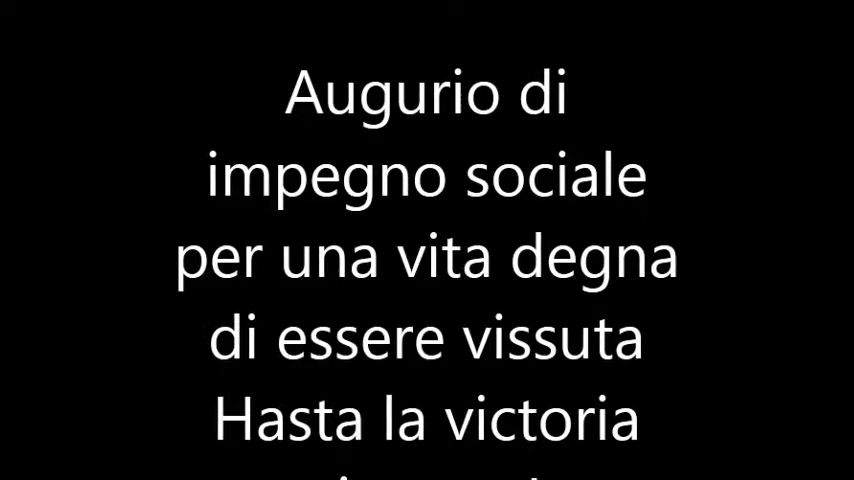 Augurio di
impegno sociale
per una vita degna
di essere vissuta
Hasta la victoria